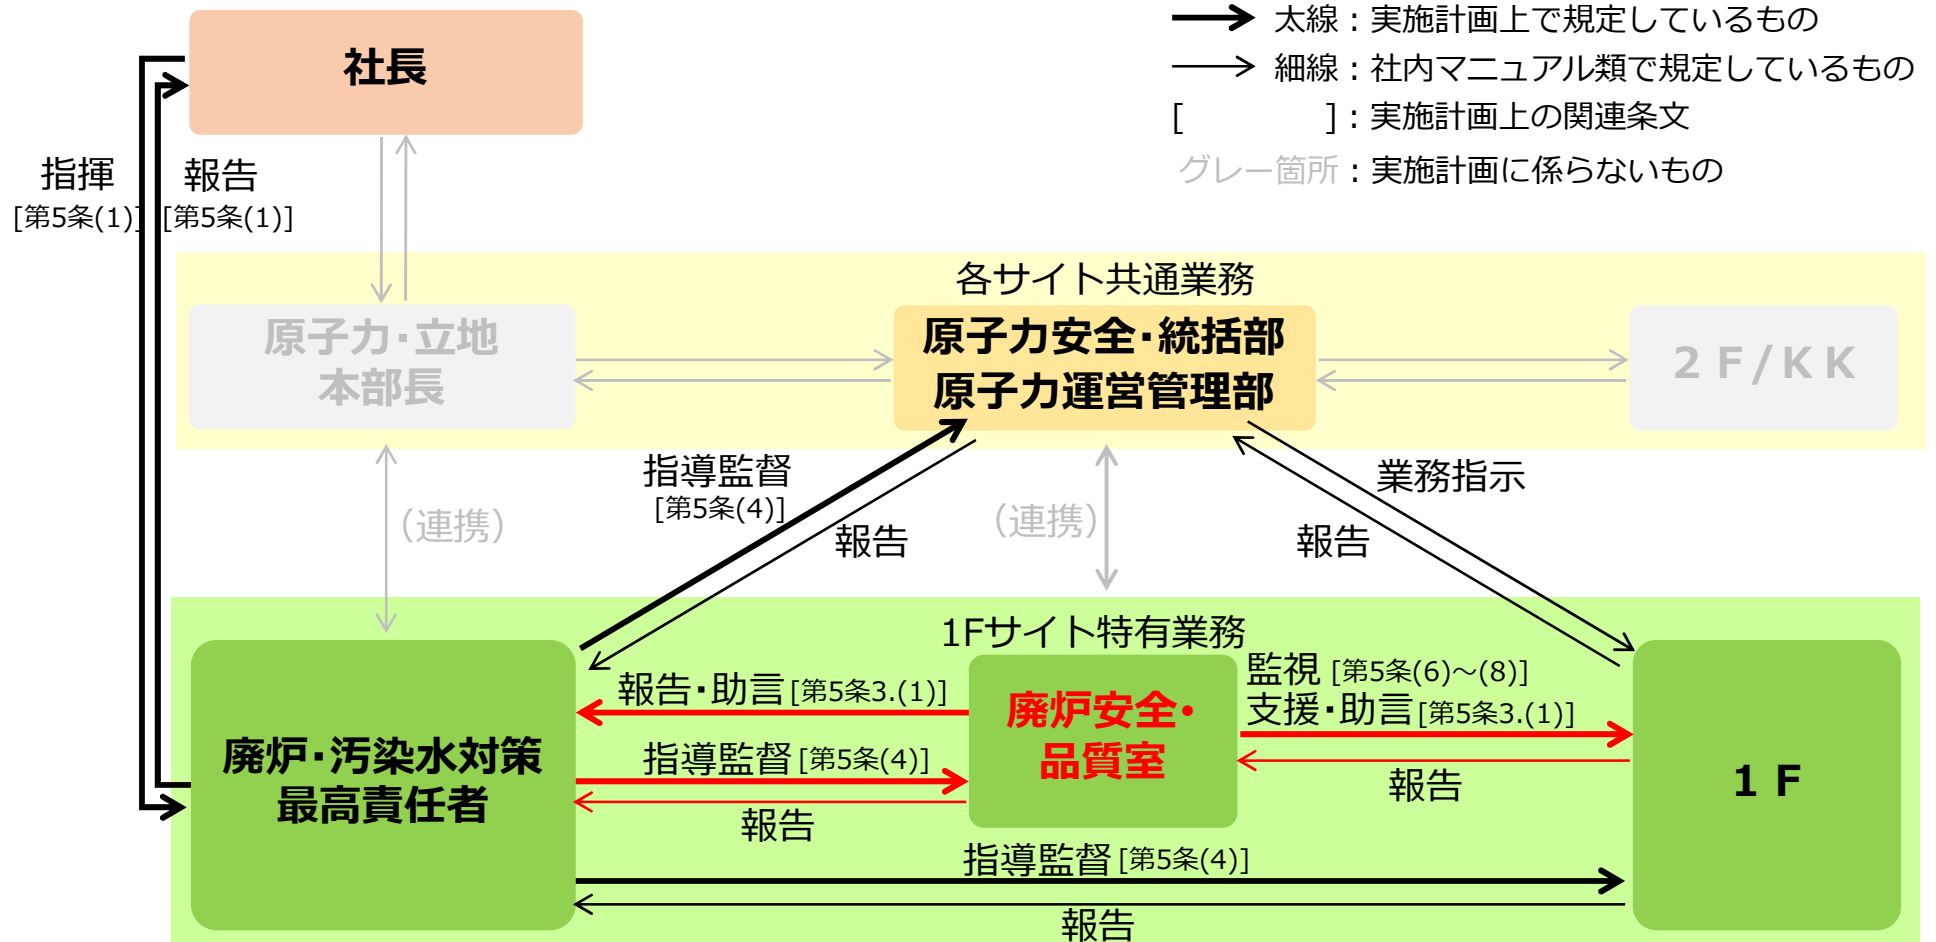 太線：実施計画上で規定しているもの
細線：社内マニュアル類で規定しているもの
[　　　]：実施計画上の関連条文
グレー箇所：実施計画に係らないもの
社長
指揮
[第5条(1)]
報告
[第5条(1)]
各サイト共通業務
原子力・立地
本部長
原子力安全・統括部
原子力運営管理部
２Ｆ/ＫＫ
（連携）
指導監督
[第5条(4)]
報告
（連携）
業務指示
報告
1Fサイト特有業務
廃炉・汚染水対策
最高責任者
報告・助言 [第5条3.(1)]
指導監督 [第5条(4)]
報告
廃炉安全・
品質室
監視 [第5条(6)～(8)]
支援・助言 [第5条3.(1)]
報告
１Ｆ
指導監督 [第5条(4)]
報告